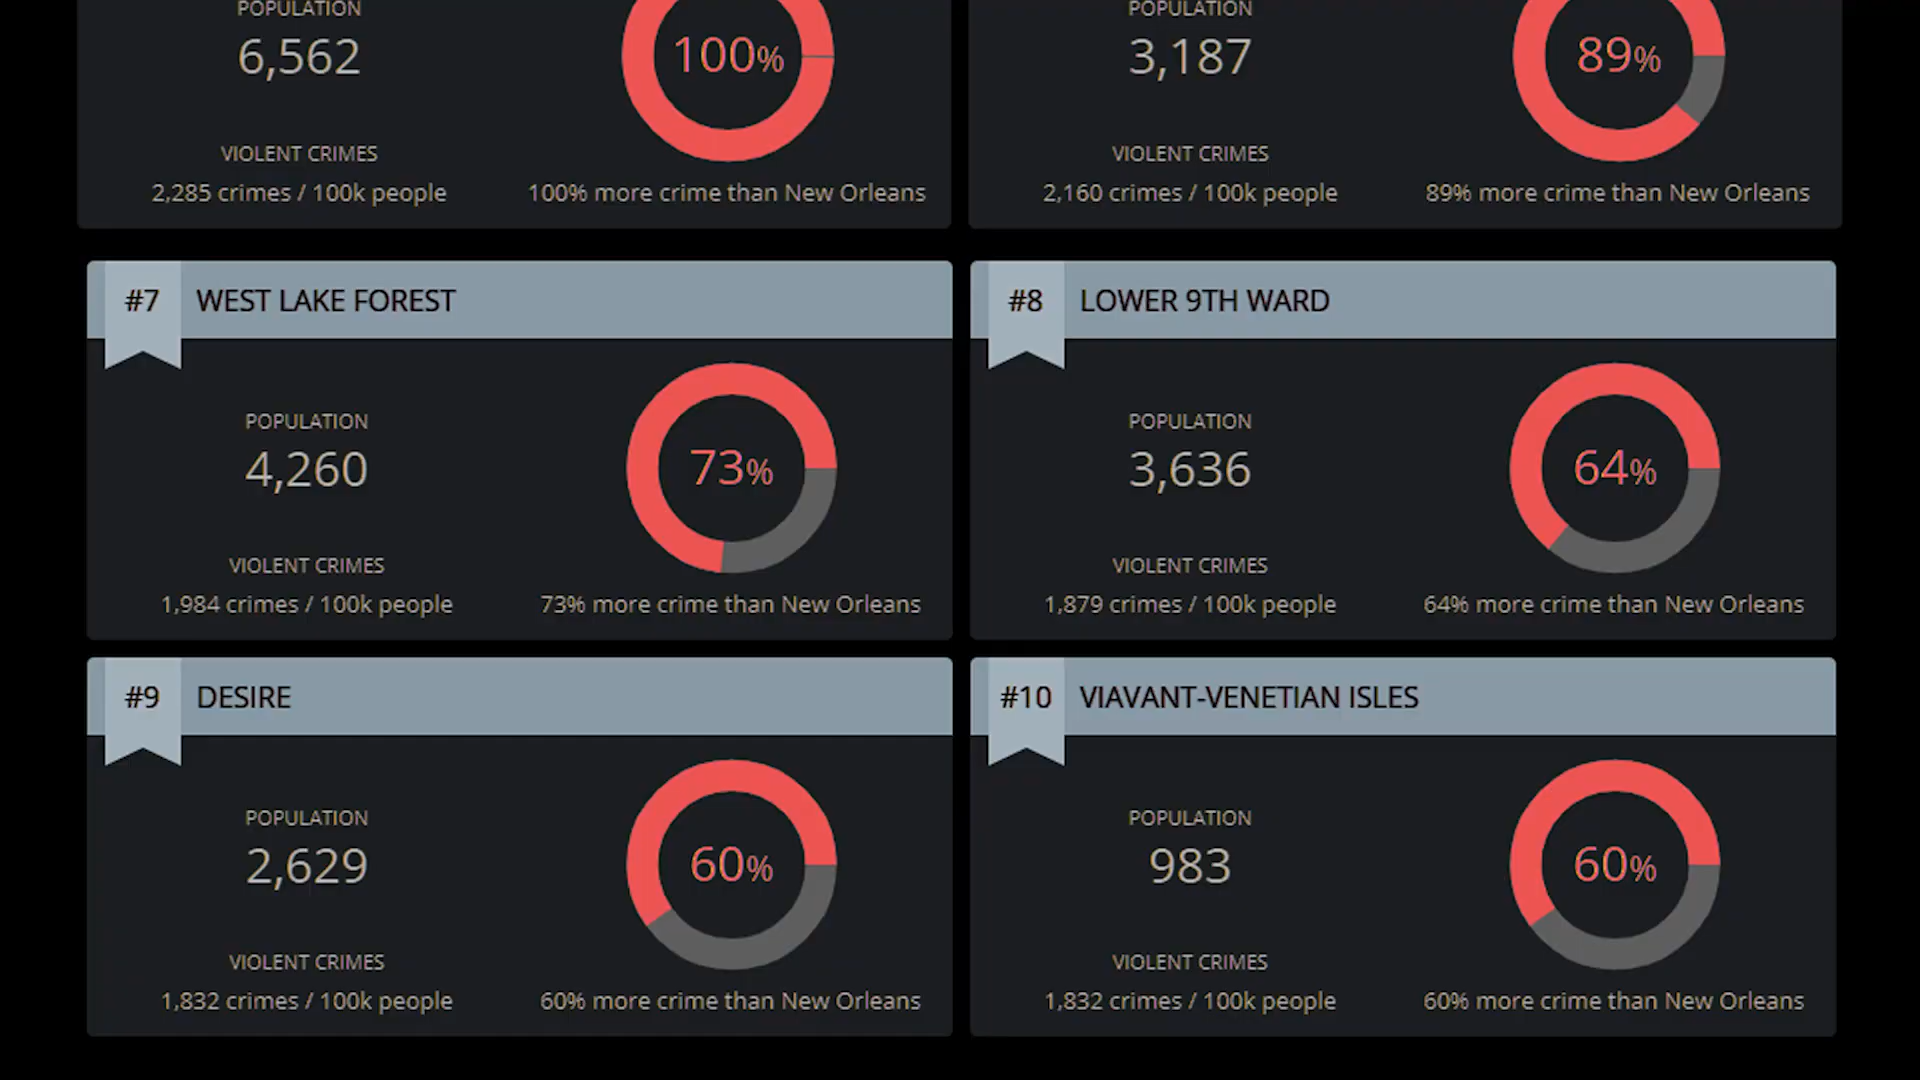 POPULATION
6,562
100%
VIOLENT CRIMES
2,285 crimes / 100k people
100% more crime than New Orleans
POPULATION
3,187
89%
VIOLENT CRIMES
2,160 crimes / 100k people
89% more crime than New Orleans
#7 WEST LAKE FOREST
POPULATION
4,260
73%
VIOLENT CRIMES
1,984 crimes / 100k people
73% more crime than New Orleans
#8 LOWER 9TH WARD
POPULATION
3,636
64%
VIOLENT CRIMES
1,879 crimes / 100k people
64% more crime than New Orleans
#9 DESIRE
POPULATION
2,629
60%
VIOLENT CRIMES
1,832 crimes / 100k people
60% more crime than New Orleans
#10 VIAVANT-VENETIAN ISLES
POPULATION
983
60%
VIOLENT CRIMES
1,832 crimes / 100k people
60% more crime than New Orleans